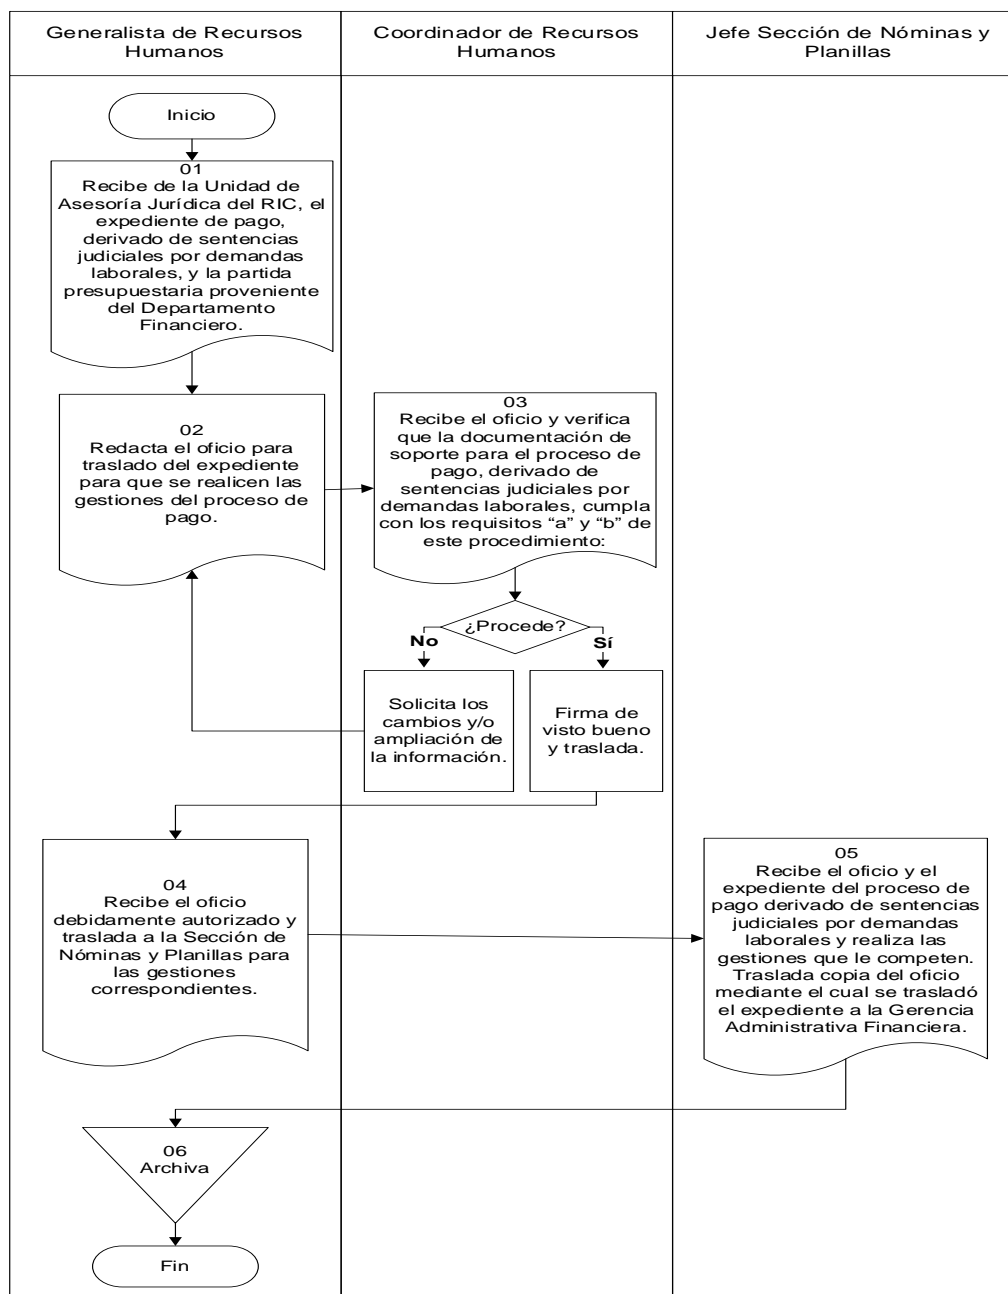 Generalista de Recursos
Humanos
Coordinador de Recursos
Humanos
Jefe Sección de Nóminas y
Planillas
Inicio
01
Recibe de la Unidad de
Asesoría Jurídica del RIC, el
expediente de pago,
derivado de sentencias
judiciales por demandas
laborales, y la partida
presupuestaria proveniente
del Departamento
Financiero.
02
Redacta el oficio para
traslado del expediente
para que se realicen las
gestiones del proceso de
pago.
03
Recibe el oficio y verifica
que la documentación de
soporte para el proceso de
pago, derivado de
sentencias judiciales por
demandas laborales, cumpla
con los requisitos “a” y “b” de
este procedimiento:
¿Procede?
No
Sí
Solicita los
cambios y/o
ampliación de
la información.
Firma de
visto bueno
y traslada.
04
Recibe el oficio
debidamente autorizado y
traslada a la Sección de
Nóminas y Planillas para
las gestiones
correspondientes.
05
Recibe el oficio y el
expediente del proceso de
pago derivado de sentencias
judiciales por demandas
laborales y realiza las
gestiones que le competen.
Traslada copia del oficio
mediante el cual se trasladó
el expediente a la Gerencia
Administrativa Financiera.
06
Archiva
Fin